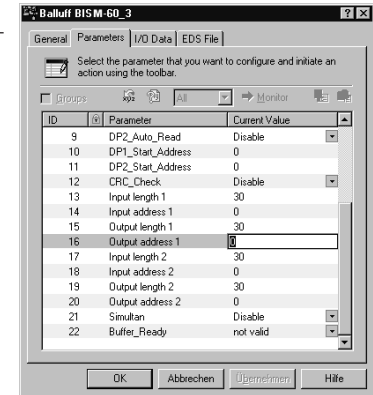 Balluff BISM-60_3
General Parameters I/O Data EDS File
Select the parameter that you want to configure and initiate an
action using the toolbar.
Groups All Monitor
ID Parameter Current Value
9 DP2_Auto_Read Disable
10 DP1_Start_Address 0
11 DP2_Start_Address 0
12 CRC_Check Disable
13 Input length 1 30
14 Input address 1 0
15 Output length 1 30
16 Output address 1 0
17 Input length 2 30
18 Input address 2 0
19 Output length 2 30
20 Output address 2 0
21 Simultan Disable
22 Buffer_Ready not valid
OK Abbrechen Übernehmen Hilfe